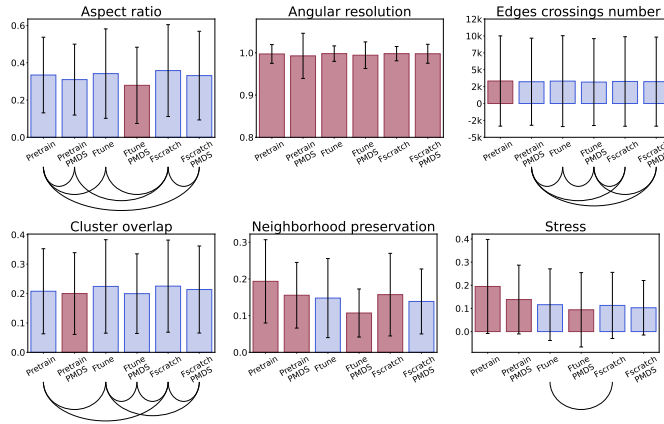 Aspect ratio
0.6
0.4
0.2
0.0
Pretrain
Pretrain
PMDS
Ftune
Ftune
PMDS
Fscratch
Fscratch
PMDS
Angular resolution
1.0
0.9
0.8
Pretrain
Pretrain
PMDS
Ftune
Ftune
PMDS
Fscratch
Fscratch
PMDS
Edges crossings number
12k
10k
7k
5k
2k
0
-2k
-5k
Pretrain
Pretrain
PMDS
Ftune
Ftune
PMDS
Fscratch
Fscratch
PMDS
Cluster overlap
0.4
0.3
0.2
0.1
0.0
Pretrain
Pretrain
PMDS
Ftune
Ftune
PMDS
Fscratch
Fscratch
PMDS
Neighborhood preservation
0.3
0.2
0.1
0.0
Pretrain
Pretrain
PMDS
Ftune
Ftune
PMDS
Fscratch
Fscratch
PMDS
Stress
0.4
0.3
0.2
0.1
0.0
Pretrain
Pretrain
PMDS
Ftune
Ftune
PMDS
Fscratch
Fscratch
PMDS